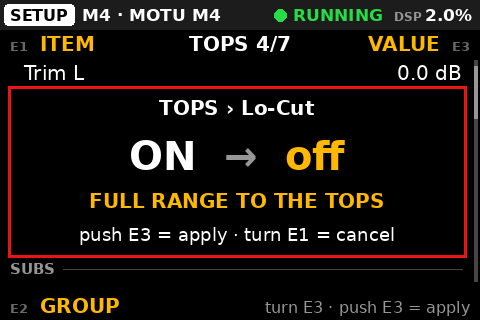 SETUP M4 · MOTU M4 RUNNING DSP 2.0%
E1 ITEM TOPS 4/7 VALUE E3
Trim L 0.0 dB
TOPS › Lo-Cut
ON → off
FULL RANGE TO THE TOPS
push E3 = apply · turn E1 = cancel
SUBS
E2 GROUP turn E3 · push E3 = apply